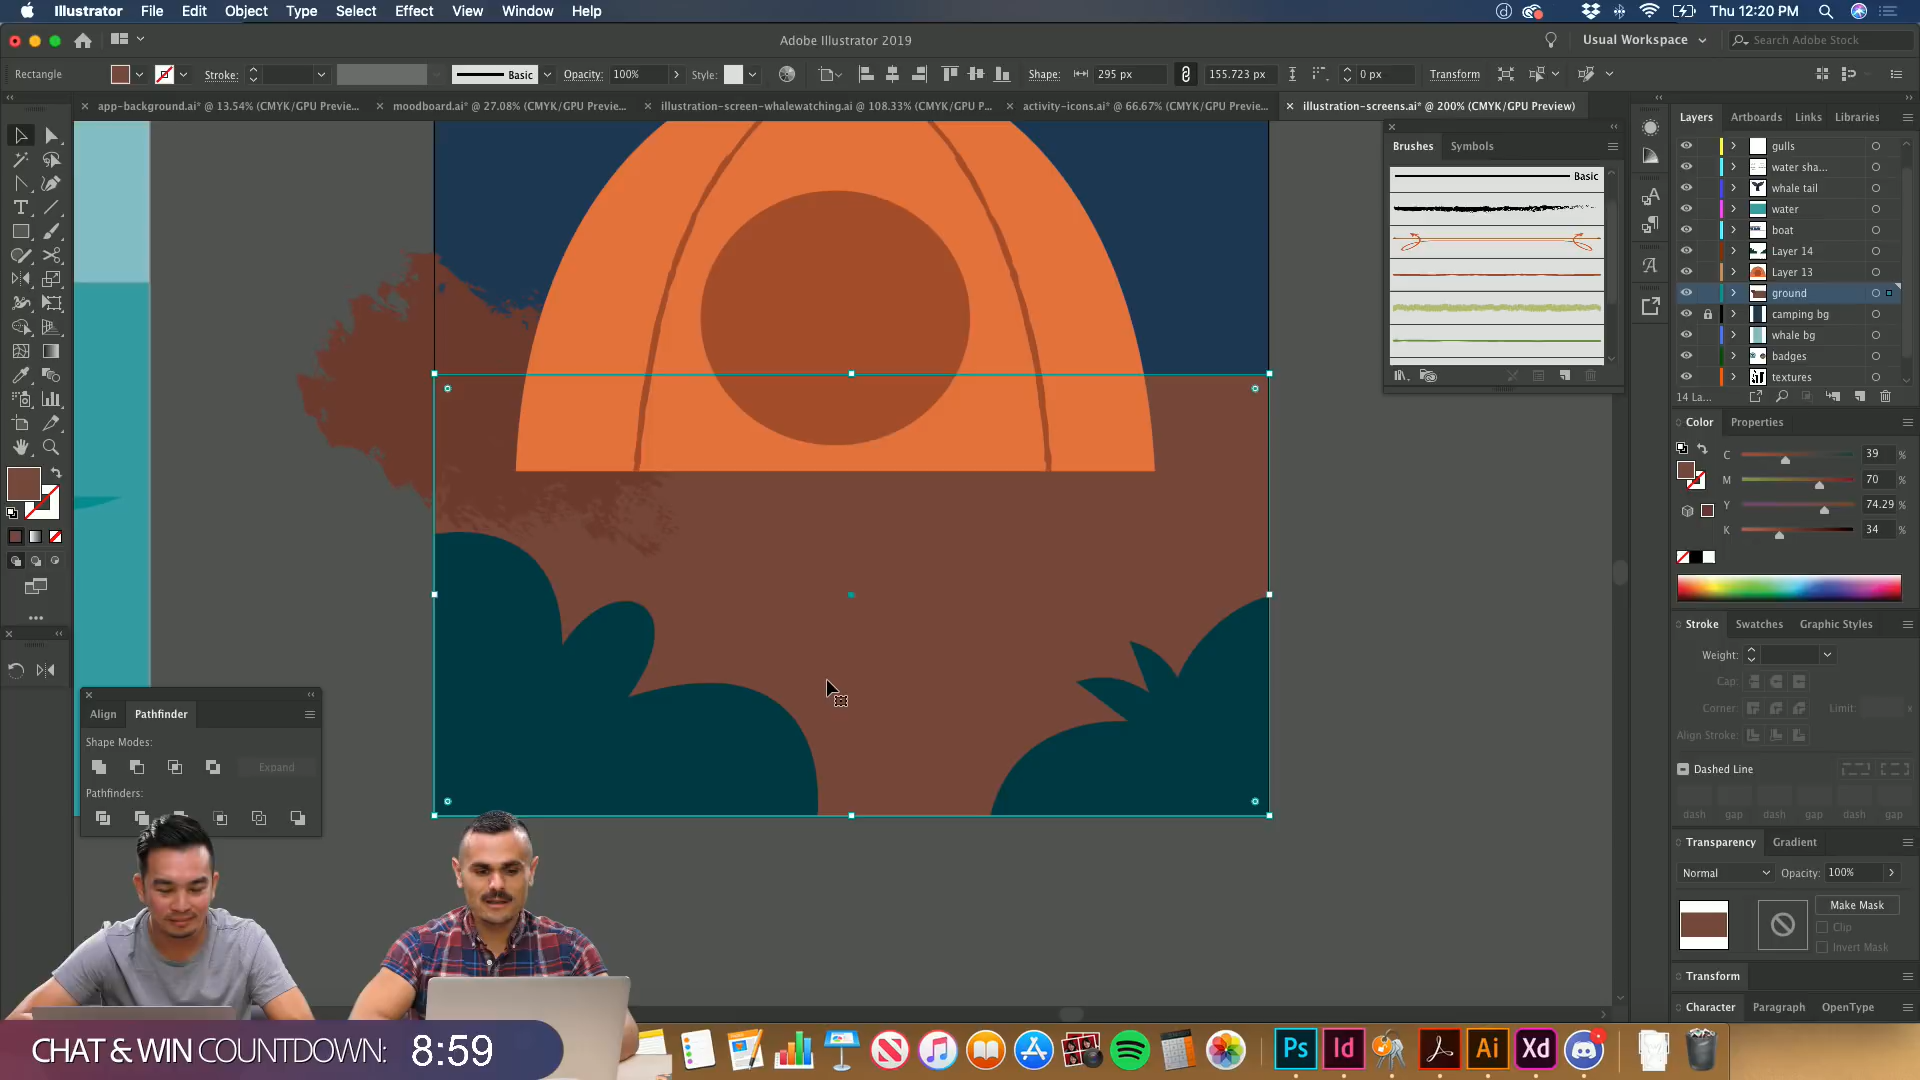 Illustrator File Edit Object Type Select Effect View Window Help
Thu 12:20 PM
Adobe Illustrator 2019
Usual Workspace
Search Adobe Stock
Rectangle
Stroke:
Basic
Opacity: 100%
Style:
Shape: 295 px
155.723 px
0 px
Transform
app-background.ai* @ 13.54% (CMYK/GPU Previe...
moodboard.ai* @ 27.08% (CMYK/GPU Previe...
illustration-screen-whalewatching.ai @ 108.33% (CMYK/GPU P...
activity-icons.ai* @ 66.67% (CMYK/GPU Previe...
illustration-screens.ai* @ 200% (CMYK/GPU Preview)
Layers Artboards Links Libraries
gulls
water sha...
whale tail
water
boat
Layer 14
Layer 13
ground
camping bg
whale bg
badges
textures
14 La...
Brushes Symbols
Basic
Color Properties
C 39 %
M 70 %
Y 74.29 %
K 34 %
Stroke Swatches Graphic Styles
Weight:
Cap:
Corner: Limit: x
Align Stroke:
Dashed Line
dash gap dash gap dash gap
Transparency Gradient
Normal Opacity: 100%
Make Mask
Clip
Invert Mask
Transform
Character Paragraph OpenType
Align Pathfinder
Shape Modes:
Expand
Pathfinders:
CHAT & WIN COUNTDOWN: 8:59
Ps Id Ai Xd